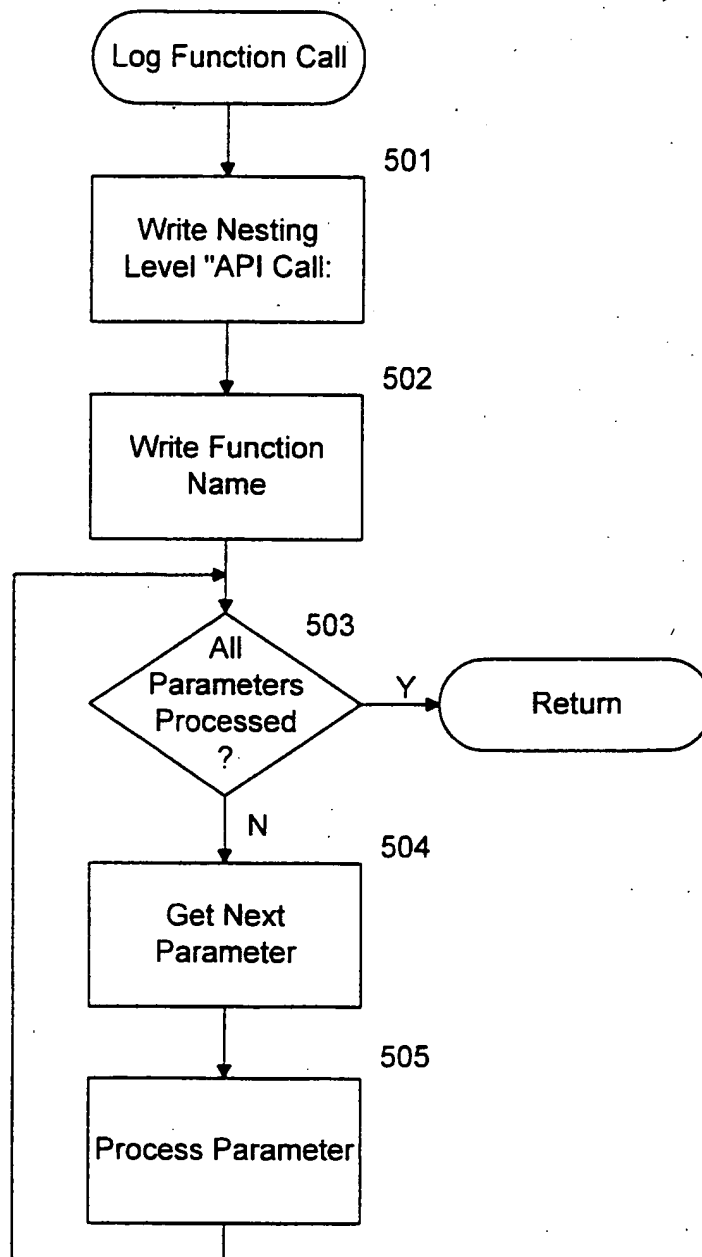 Log Function Call
501
Write Nesting
Level "API Call:
502
Write Function
Name
503
All
Parameters
Processed
?
Y
Return
N
504
Get Next
Parameter
505
Process Parameter